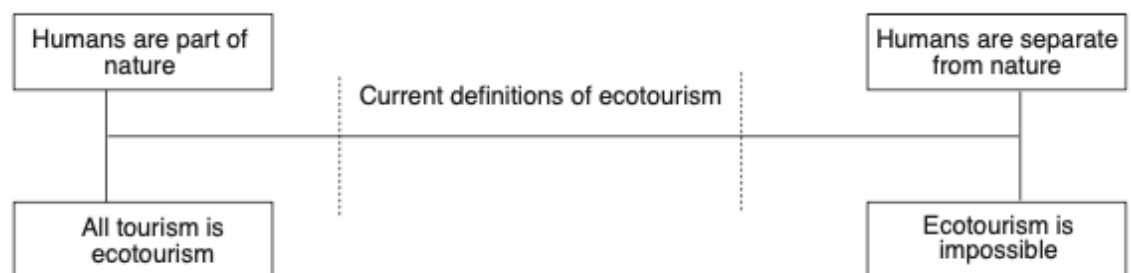 Humans are part of
nature
Humans are separate
from nature
Current definitions of ecotourism
All tourism is
ecotourism
Ecotourism is
impossible